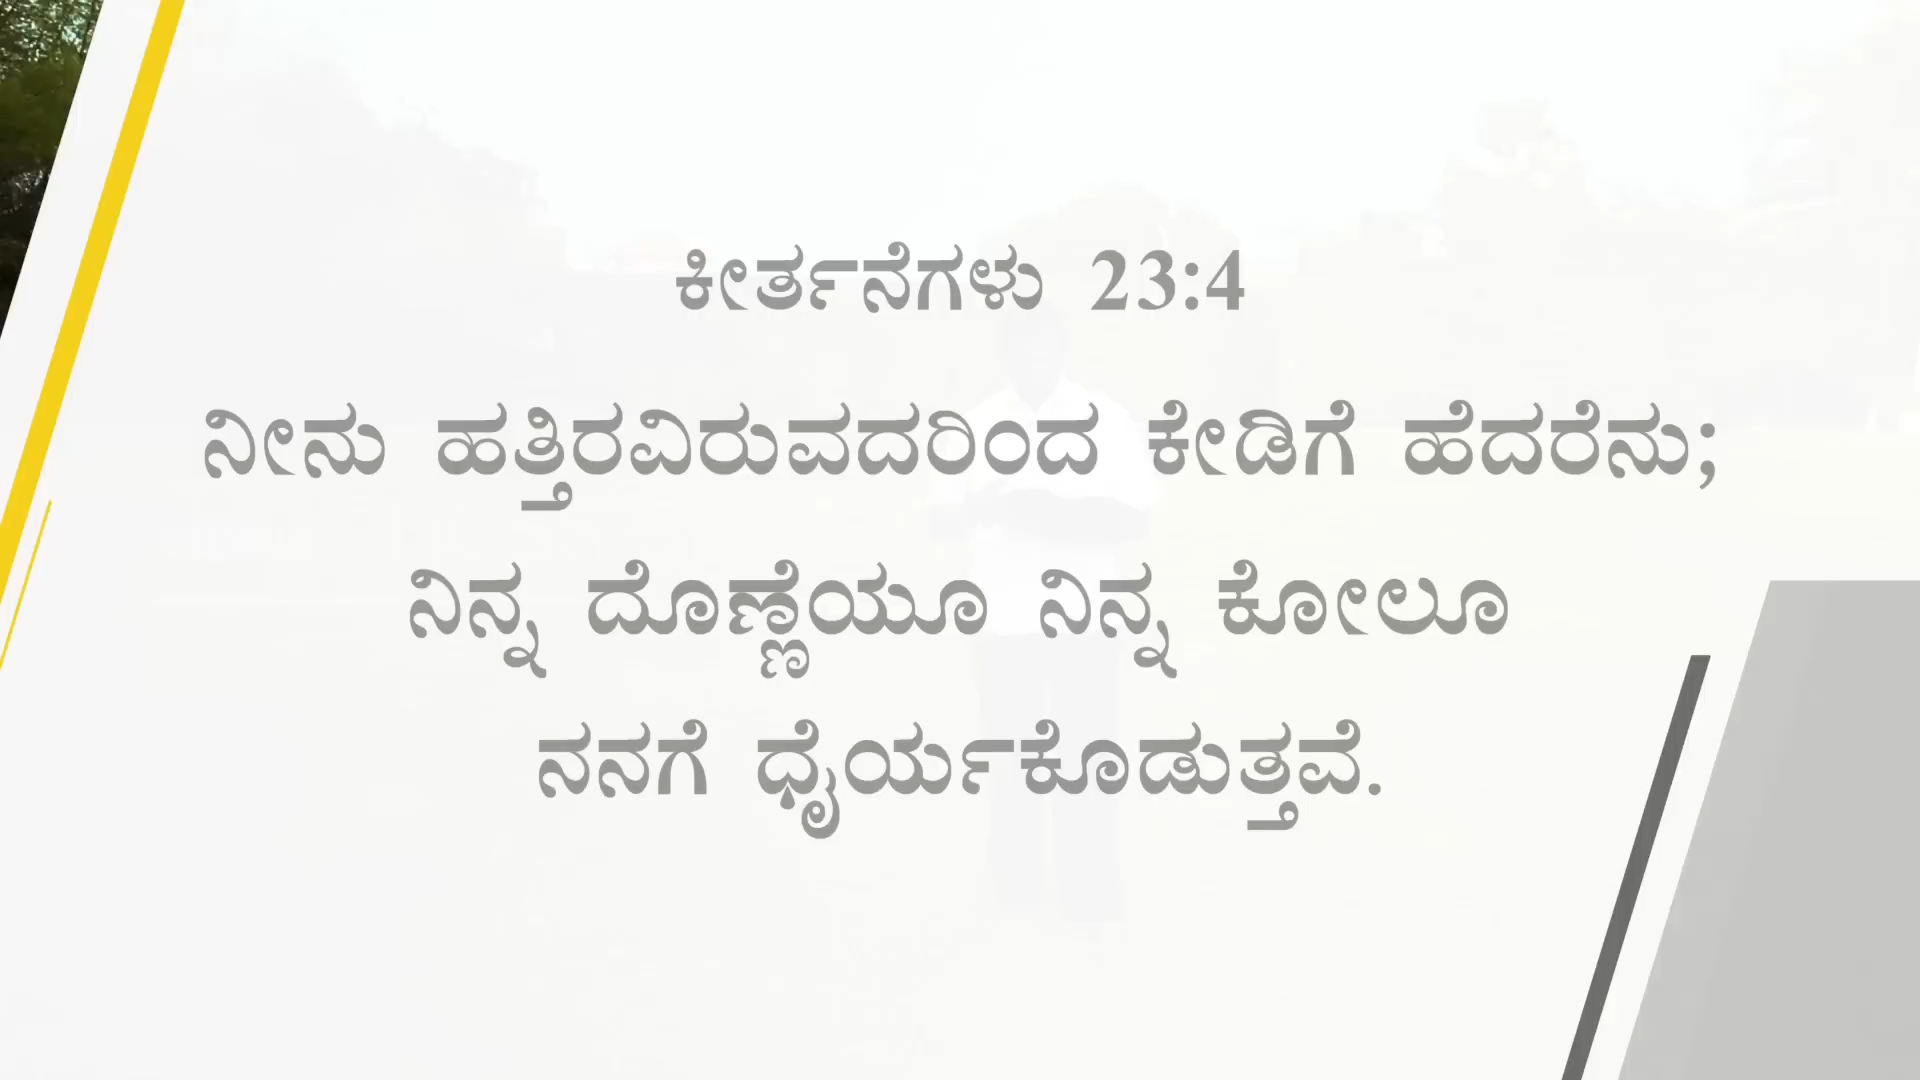 ಕೀರ್ತನೆಗಳು 23:4
ನೀನು ಹತ್ತಿರವಿರುವದರಿಂದ ಕೇಡಿಗೆ ಹೆದರೆನು;
ನಿನ್ನ ದೊಣ್ಣೆಯೂ ನಿನ್ನ ಕೋಲೂ
ನನಗೆ ಧೈರ್ಯಕೊಡುತ್ತವೆ.